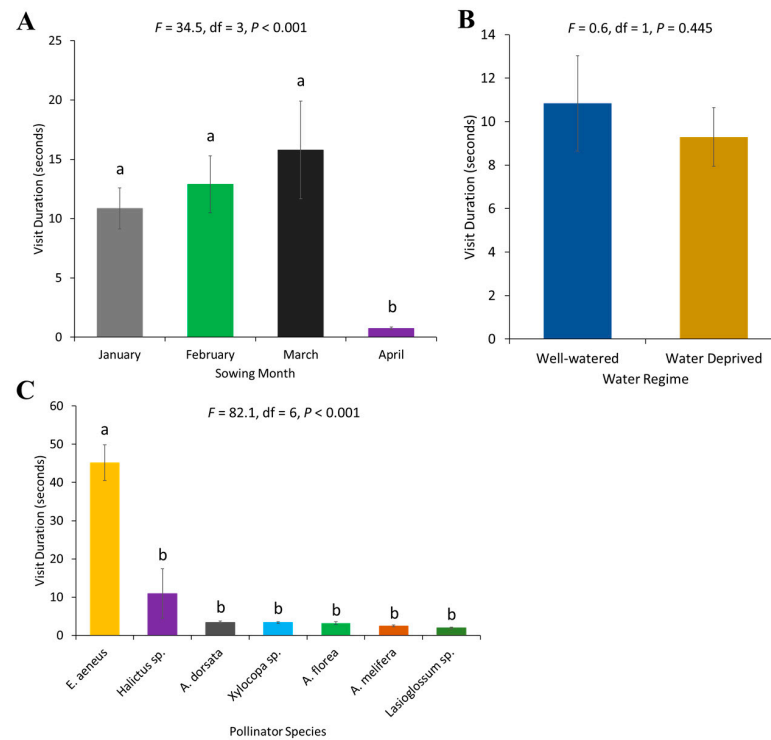 A
F = 34.5, df = 3, P < 0.001
25
20
15
10
5
0
Visit Duration (seconds)
a
a
a
b
January
February
March
April
Sowing Month
B
F = 0.6, df = 1, P = 0.445
14
12
10
8
6
4
2
0
Visit Duration (seconds)
Well-watered
Water Deprived
Water Regime
C
F = 82.1, df = 6, P < 0.001
60
50
40
30
20
10
0
Visit Duration (seconds)
a
b
b
b
b
b
b
E. aeneus
Halictus sp.
A. dorsata
Xylocopa sp.
A. florea
A. melifera
Lasioglossum sp.
Pollinator Species